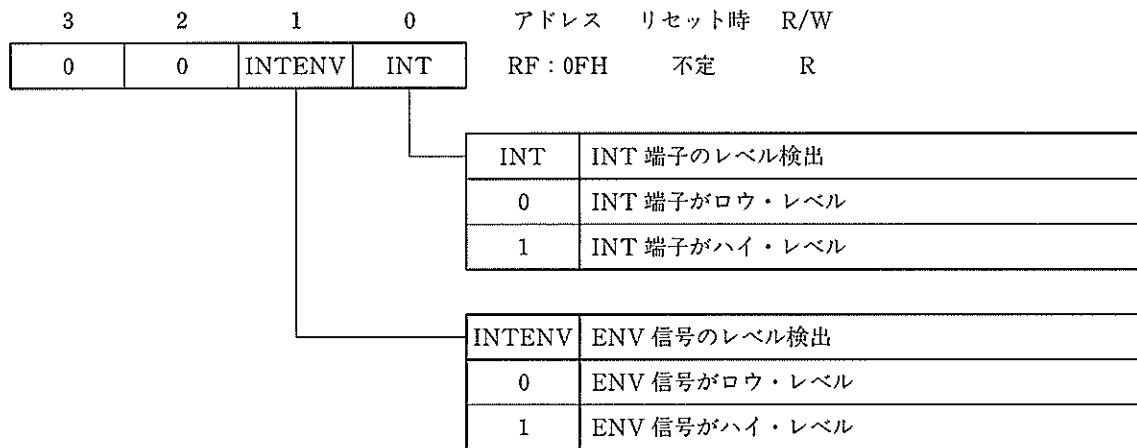 3 2 1 0 アドレス リセット時 R/W
0 0 INTENV INT RF：0FH 不定 R
INT INT 端子のレベル検出
0 INT 端子がロウ・レベル
1 INT 端子がハイ・レベル
INTENV ENV 信号のレベル検出
0 ENV 信号がロウ・レベル
1 ENV 信号がハイ・レベル